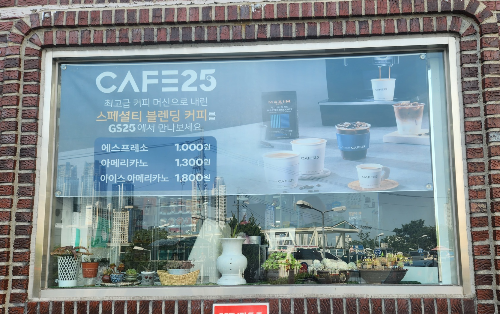 CAFE25
최고급 커피 머신으로 내린
스페셜티 블렌딩 커피를
GS25에서 만나보세요
에스프레소 1.000원
아메리카노 1.300원
아이스 아메리카노 1,800원